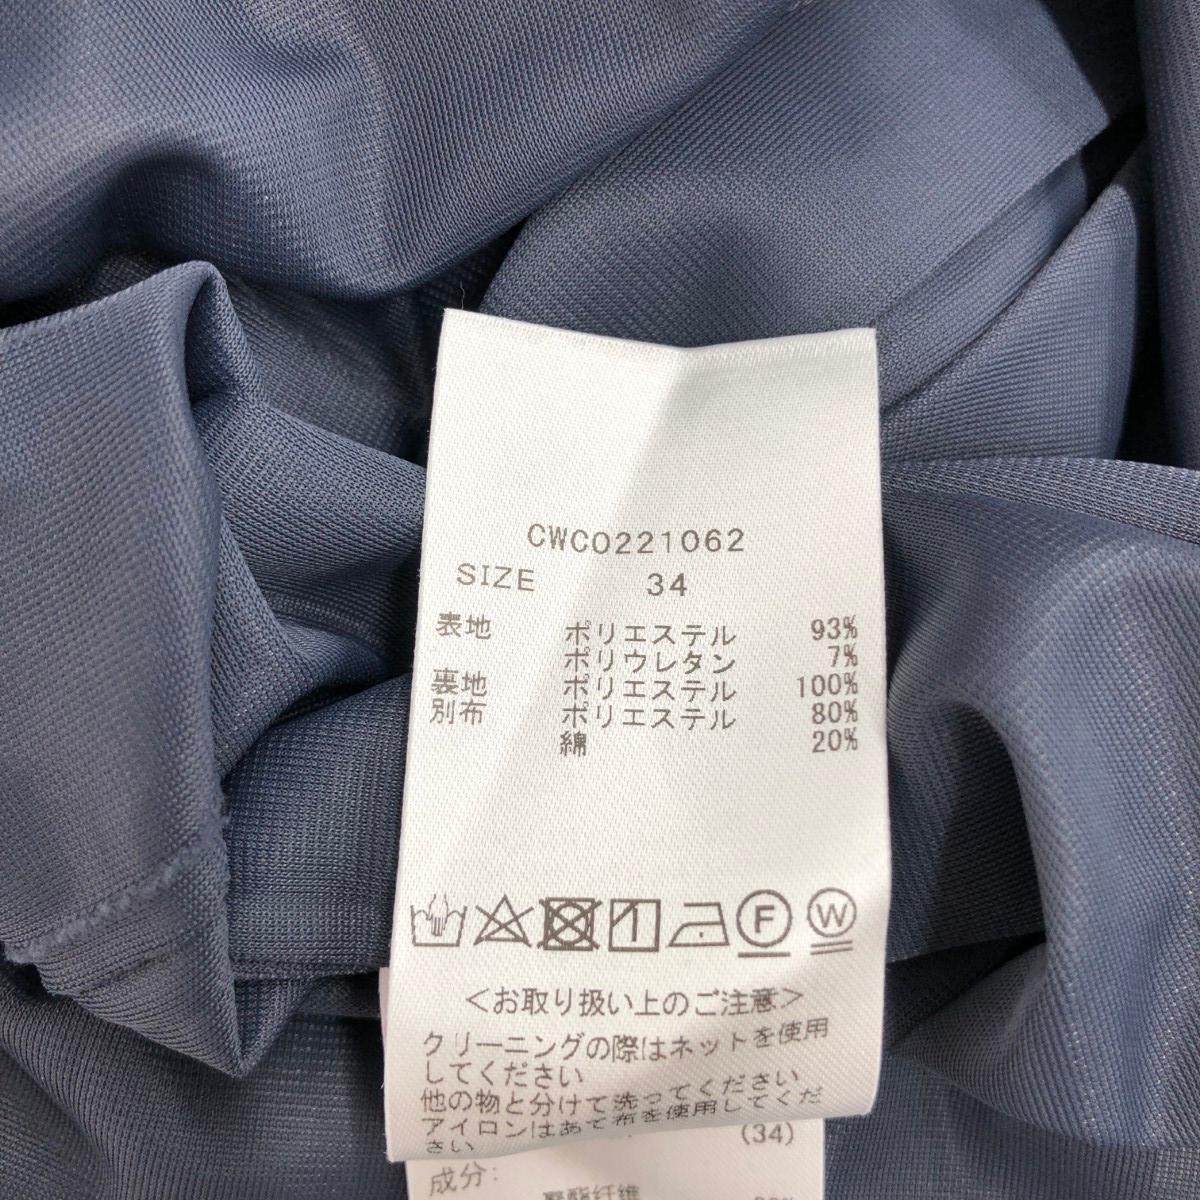 CWCO221062
SIZE 34
表地 ポリエステル 93%
ポリウレタン 7%
裏地 ポリエステル 100%
別布 ポリエステル 80%
綿 20%
F W
＜お取り扱い上のご注意＞
クリーニングの際はネットを使用
してください
他の物と分けて洗ってください
アイロンはあて布を使用してくだ
さい
(34)
成分:
聚酯纤维